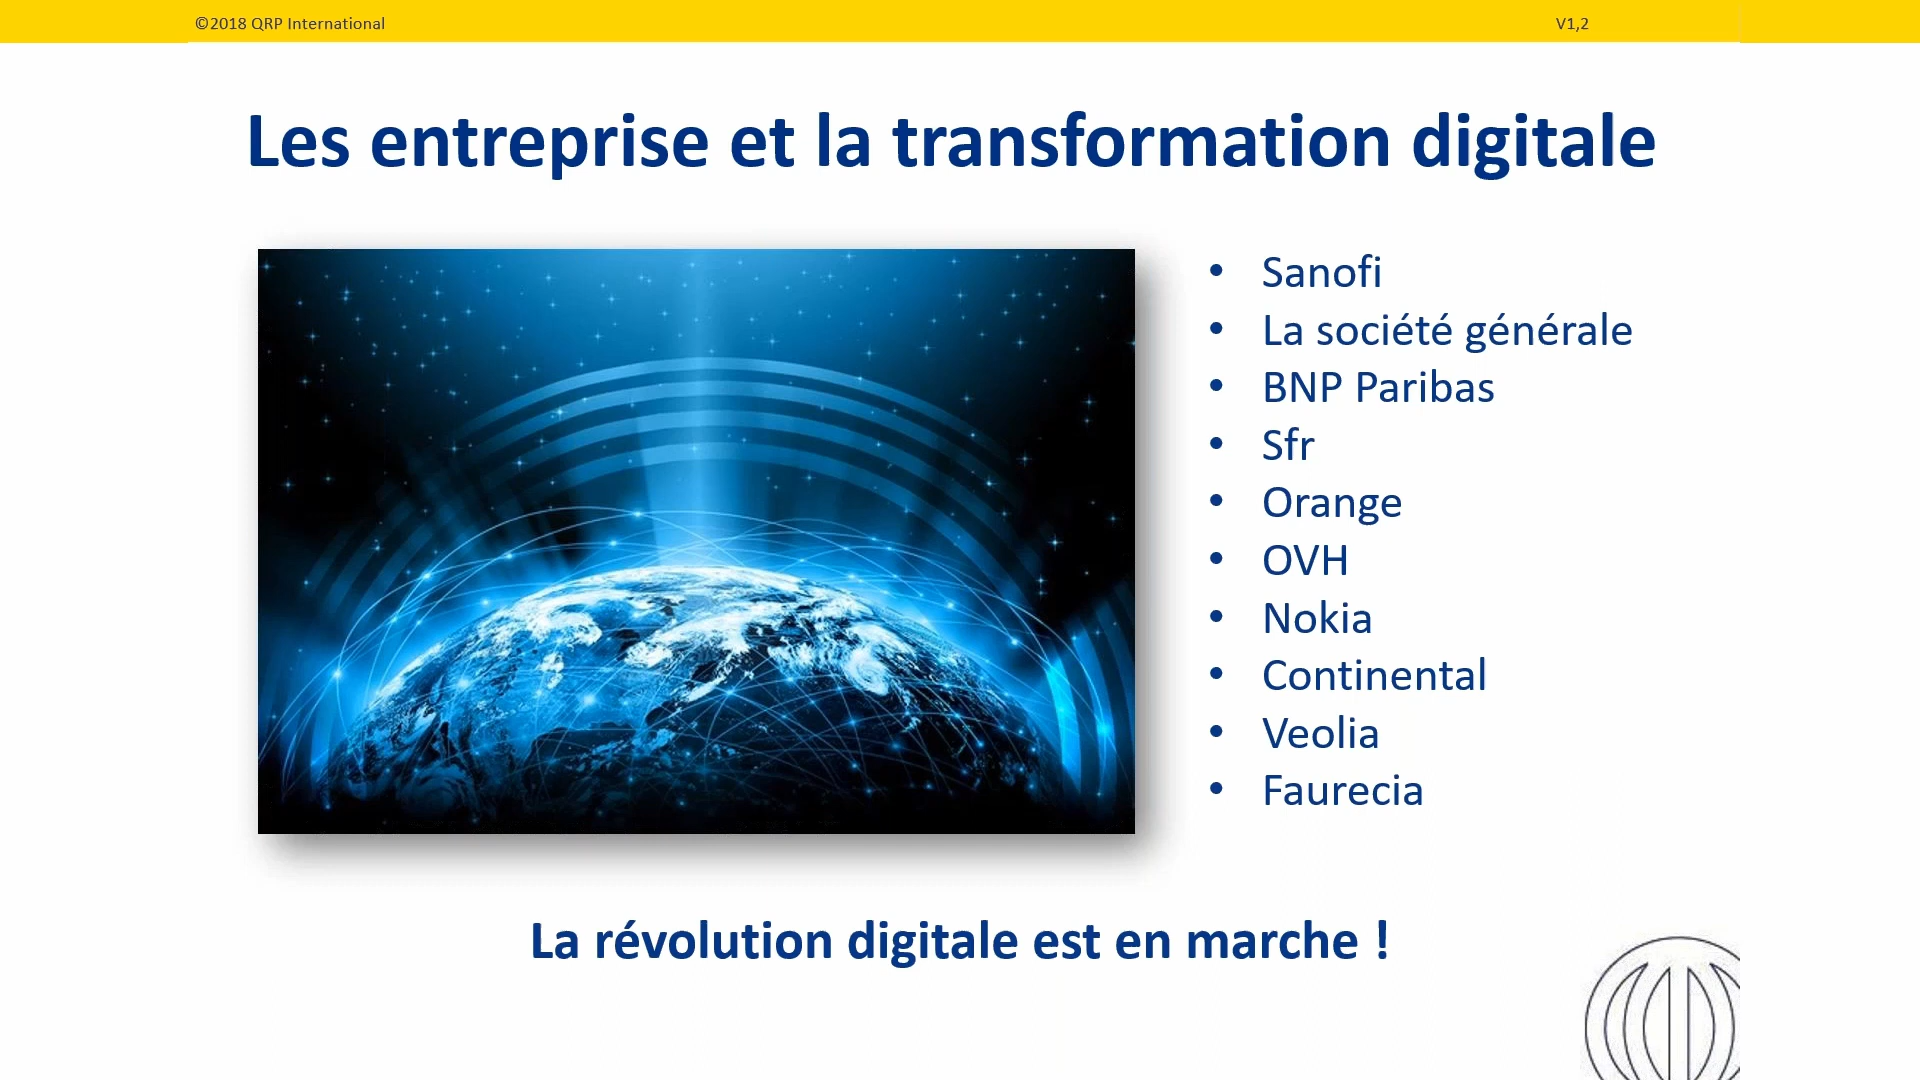 ©2018 QRP International
V1,2
Les entreprise et la transformation digitale
• Sanofi
• La société générale
• BNP Paribas
• Sfr
• Orange
• OVH
• Nokia
• Continental
• Veolia
• Faurecia
La révolution digitale est en marche !